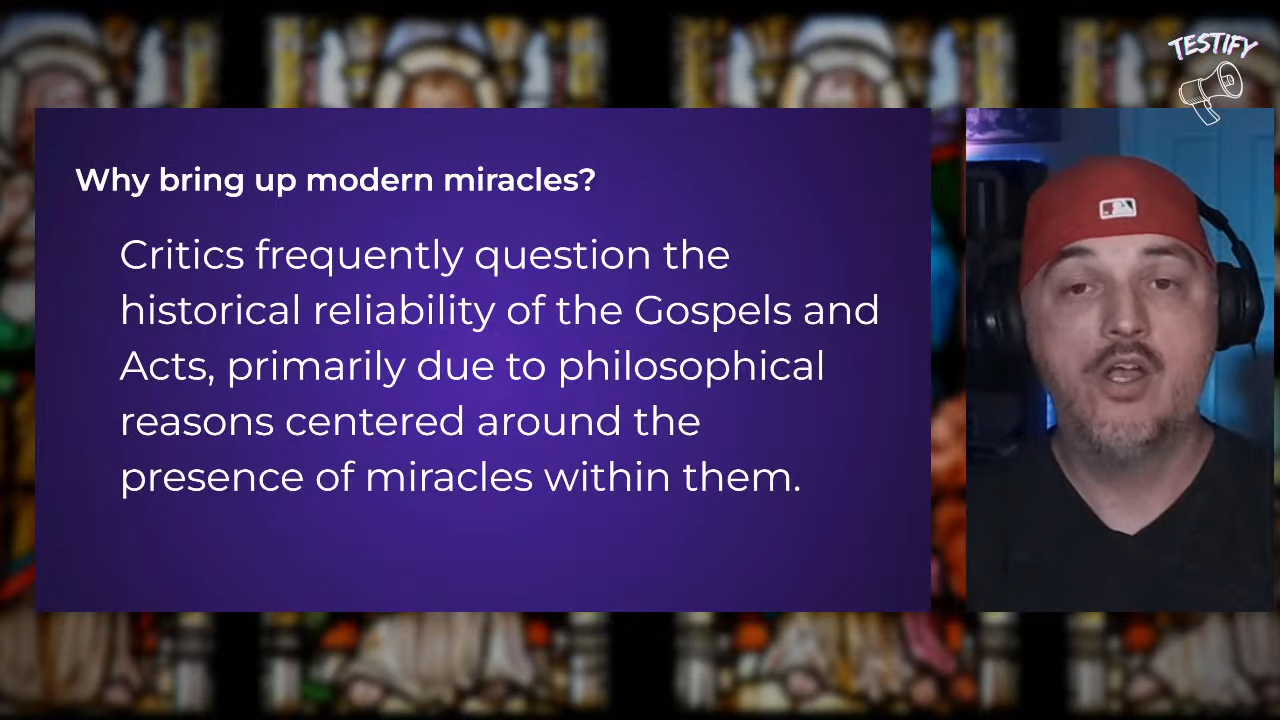 TESTIFY
Why bring up modern miracles?
Critics frequently question the
historical reliability of the Gospels and
Acts, primarily due to philosophical
reasons centered around the
presence of miracles within them.